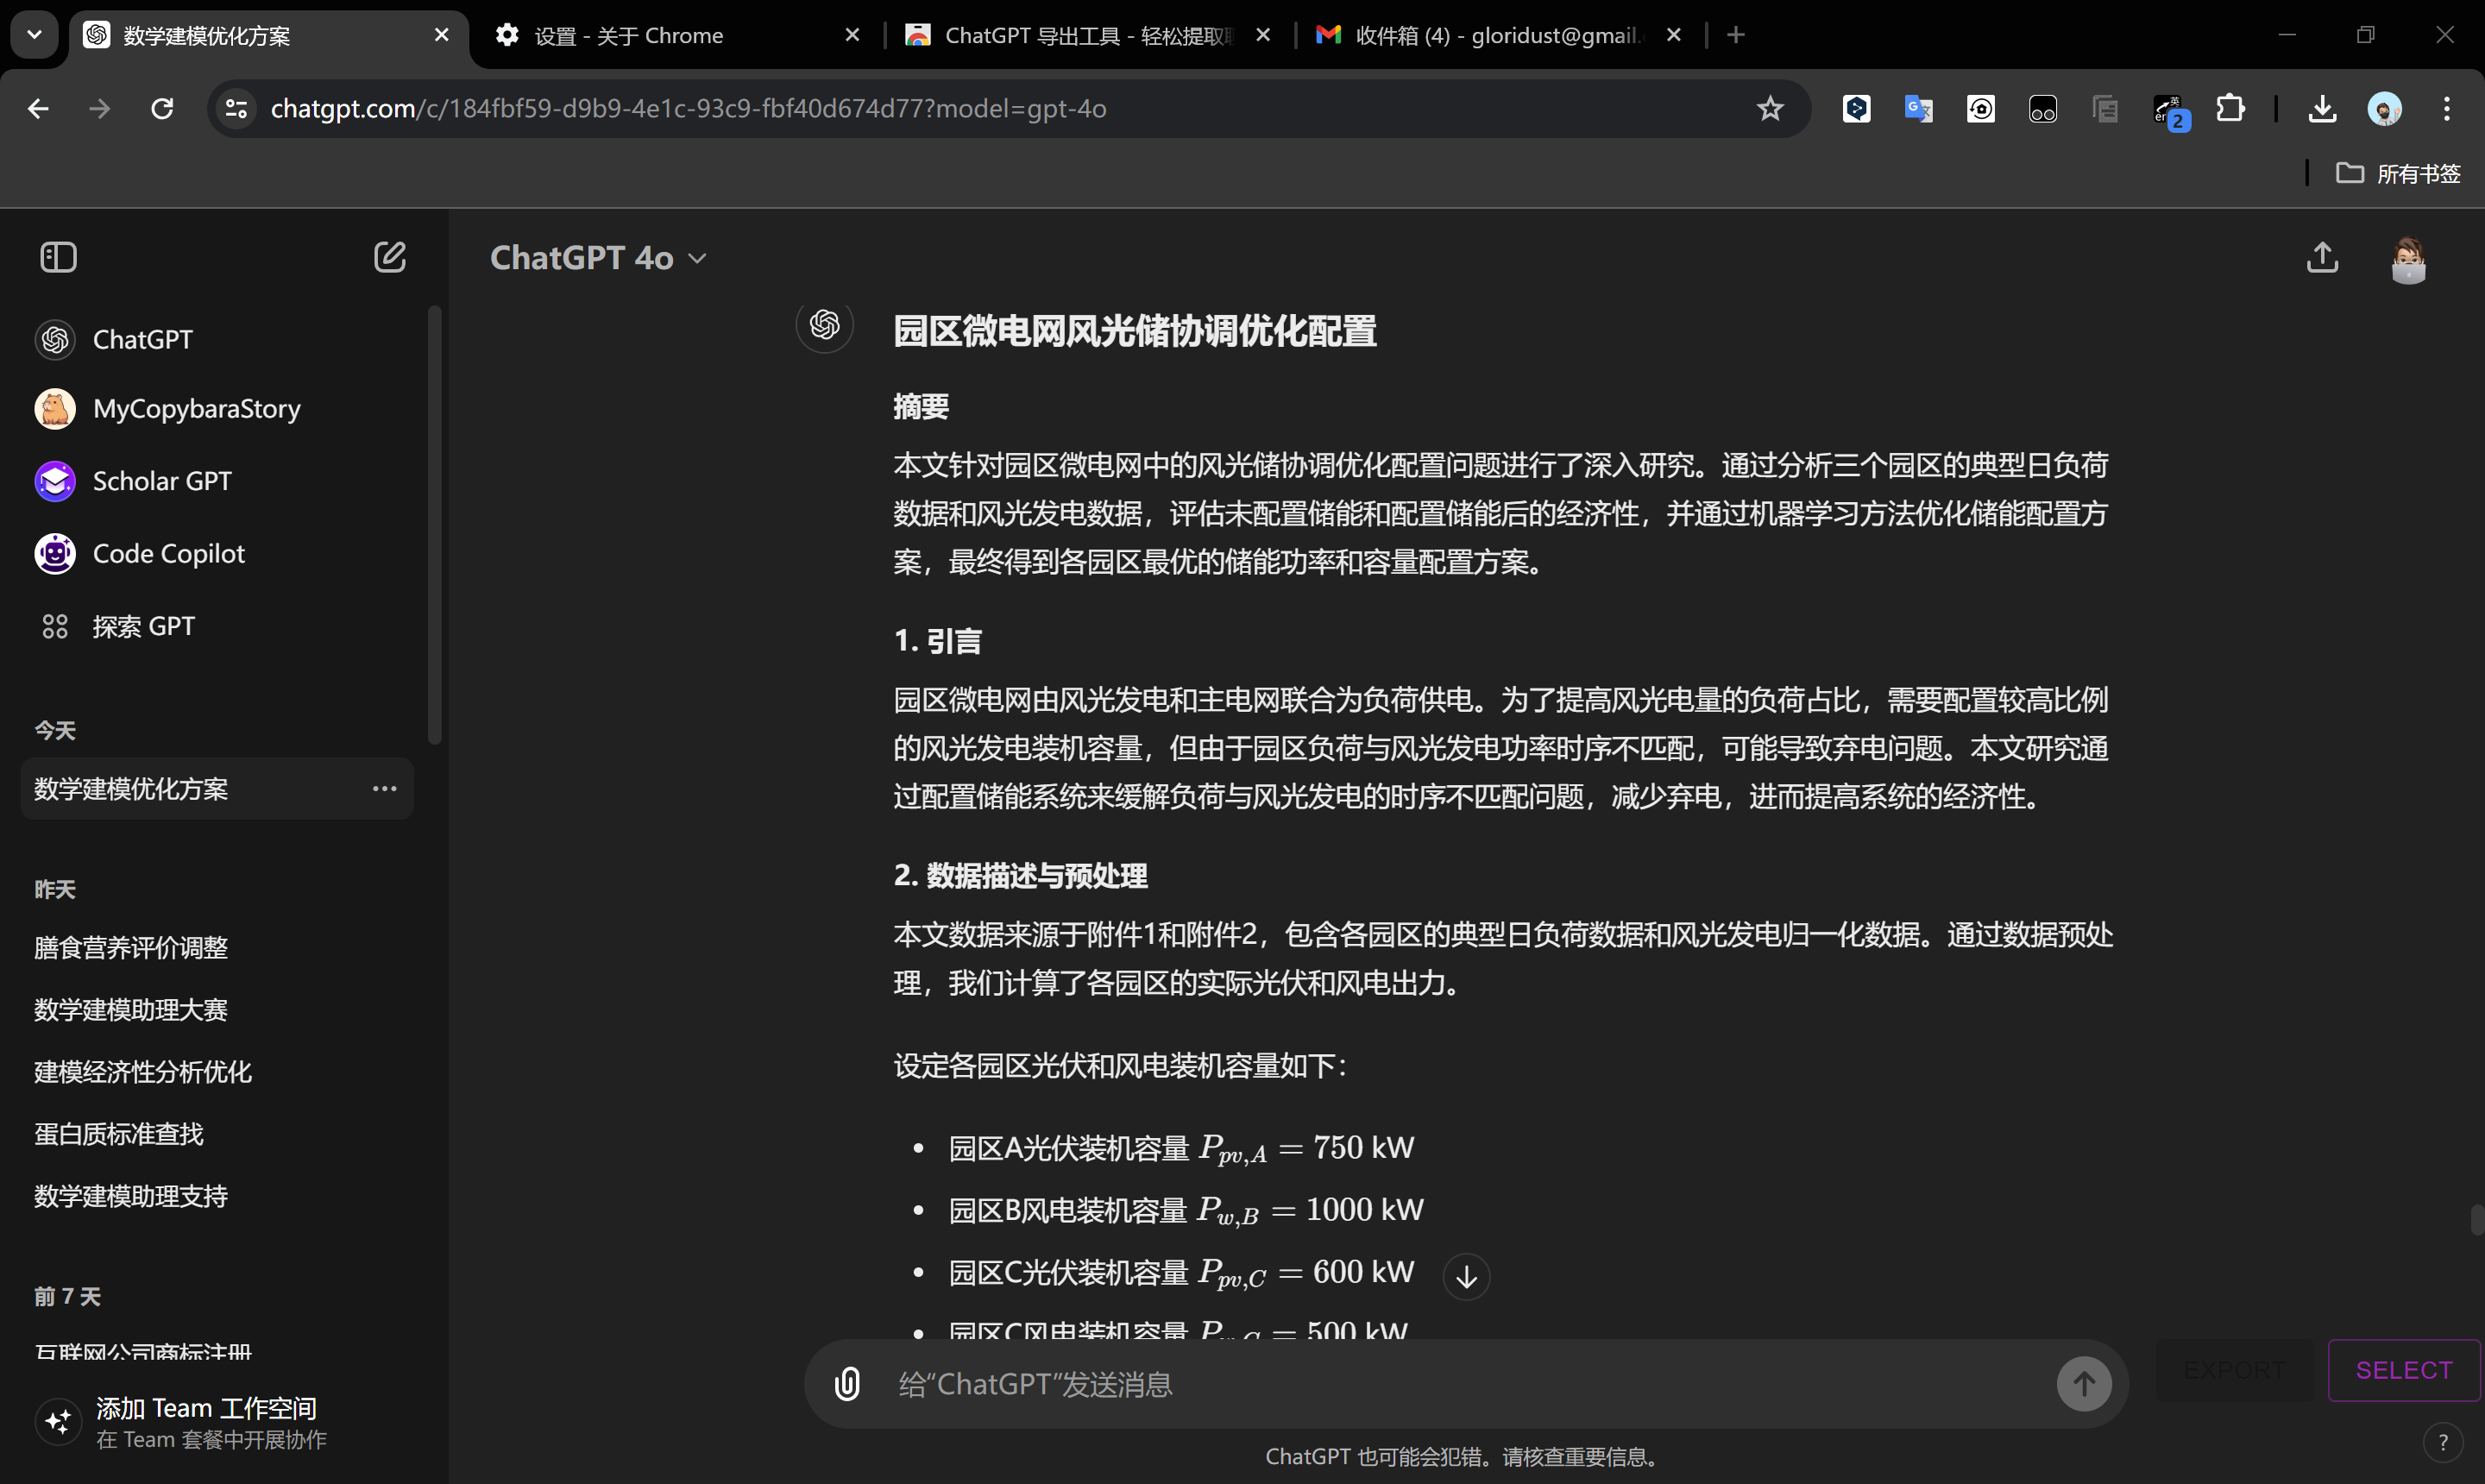 数学建模优化方案
设置 - 关于 Chrome
ChatGPT 导出工具 - 轻松提取
收件箱 (4) - gloridust@gmail.
chatgpt.com/c/184fbf59-d9b9-4e1c-93c9-fbf40d674d77?model=gpt-4o
2
所有书签
ChatGPT 4o
ChatGPT
MyCopybaraStory
Scholar GPT
Code Copilot
探索 GPT
今天
数学建模优化方案
昨天
膳食营养评价调整
数学建模助理大赛
建模经济性分析优化
蛋白质标准查找
数学建模助理支持
前 7 天
互联网公司商标注册
添加 Team 工作空间
在 Team 套餐中开展协作
园区微电网风光储协调优化配置
摘要
本文针对园区微电网中的风光储协调优化配置问题进行了深入研究。通过分析三个园区的典型日负荷
数据和风光发电数据，评估未配置储能和配置储能后的经济性，并通过机器学习方法优化储能配置方
案，最终得到各园区最优的储能功率和容量配置方案。
1. 引言
园区微电网由风光发电和主电网联合为负荷供电。为了提高风光电量的负荷占比，需要配置较高比例
的风光发电装机容量，但由于园区负荷与风光发电功率时序不匹配，可能导致弃电问题。本文研究通
过配置储能系统来缓解负荷与风光发电的时序不匹配问题，减少弃电，进而提高系统的经济性。
2. 数据描述与预处理
本文数据来源于附件1和附件2，包含各园区的典型日负荷数据和风光发电归一化数据。通过数据预处
理，我们计算了各园区的实际光伏和风电出力。
设定各园区光伏和风电装机容量如下：
• 园区A光伏装机容量 P_{pv,A} = 750 kW
• 园区B风电装机容量 P_{w,B} = 1000 kW
• 园区C光伏装机容量 P_{pv,C} = 600 kW
• 园区C风电装机容量 P_{w,C} = 500 kW
给“ChatGPT”发送消息
EXPORT
SELECT
ChatGPT 也可能会犯错。请核查重要信息。
?